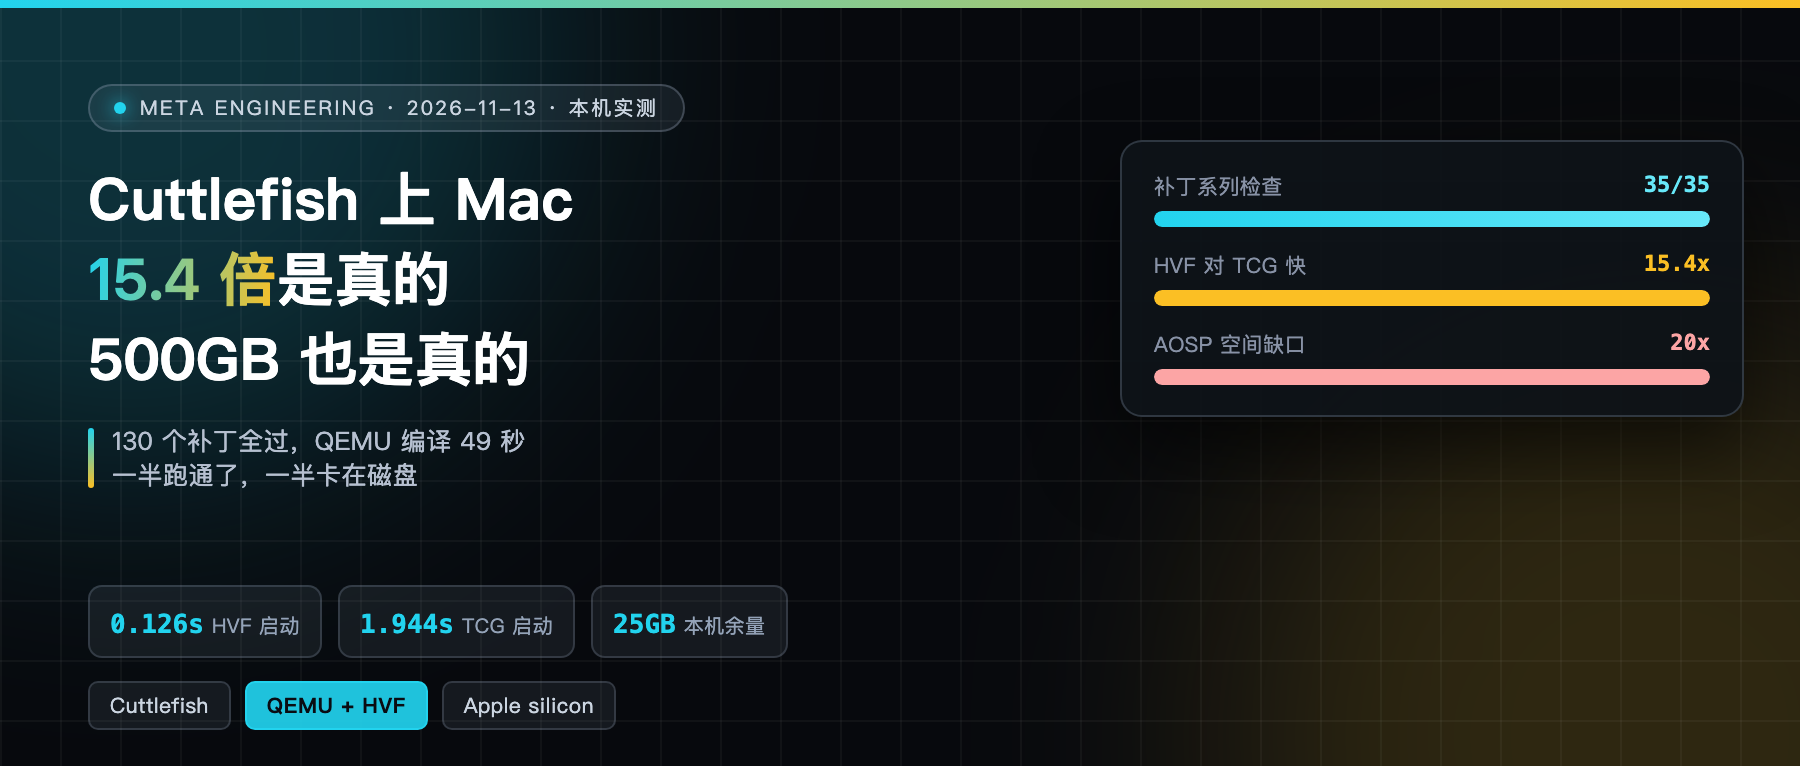 META ENGINEERING · 2026-11-13 · 本机实测
Cuttlefish 上 Mac
15.4 倍是真的
500GB 也是真的
130 个补丁全过，QEMU 编译 49 秒
一半跑通了，一半卡在磁盘
补丁系列检查 35/35
HVF 对 TCG 快 15.4x
AOSP 空间缺口 20x
0.126s HVF 启动
1.944s TCG 启动
25GB 本机余量
Cuttlefish
QEMU + HVF
Apple silicon